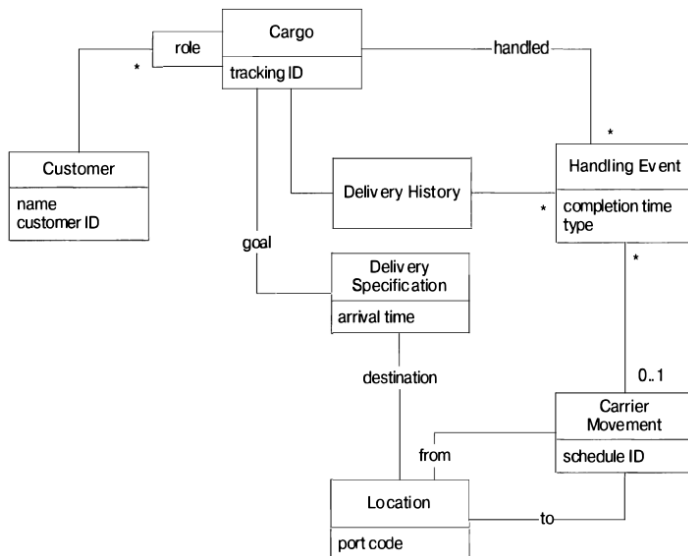 Cargo
role
handled
*
tracking ID
*
Customer
Handling Event
Delivery History
name
customer ID
*
completion time
type
goal
*
Delivery
Specification
arrival time
destination
0..1
Carrier
Movement
from
schedule ID
Location
to
port code